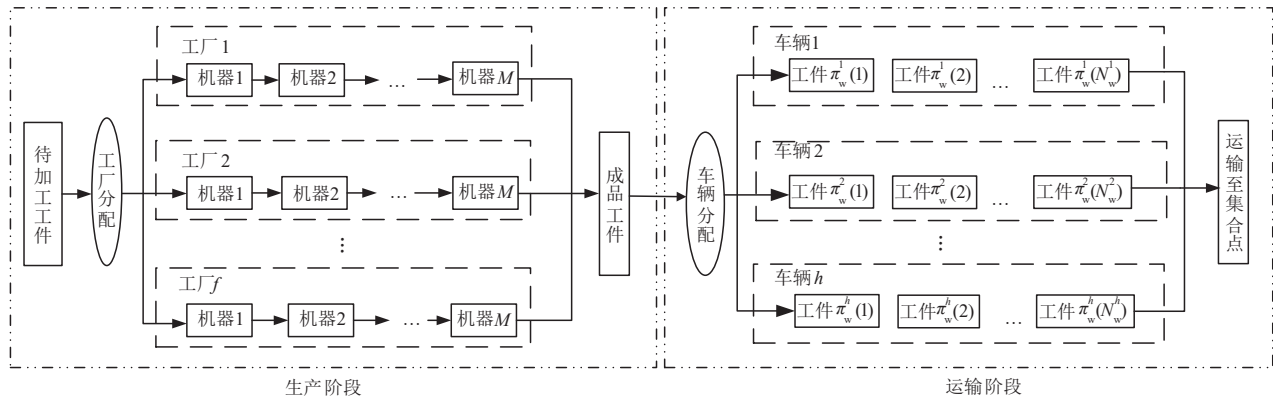 工厂1
机器1
机器2
…
机器M
工厂2
机器1
机器2
…
机器M
⋮
工厂f
机器1
机器2
…
机器M
待加工工件
工厂分配
成品工件
生产阶段
车辆1
工件π_w^1(1)
工件π_w^1(2)
…
工件π_w^1(N_w^1)
车辆2
工件π_w^2(1)
工件π_w^2(2)
…
工件π_w^2(N_w^2)
⋮
车辆h
工件π_w^h(1)
工件π_w^h(2)
…
工件π_w^h(N_w^h)
车辆分配
运输至集合点
运输阶段